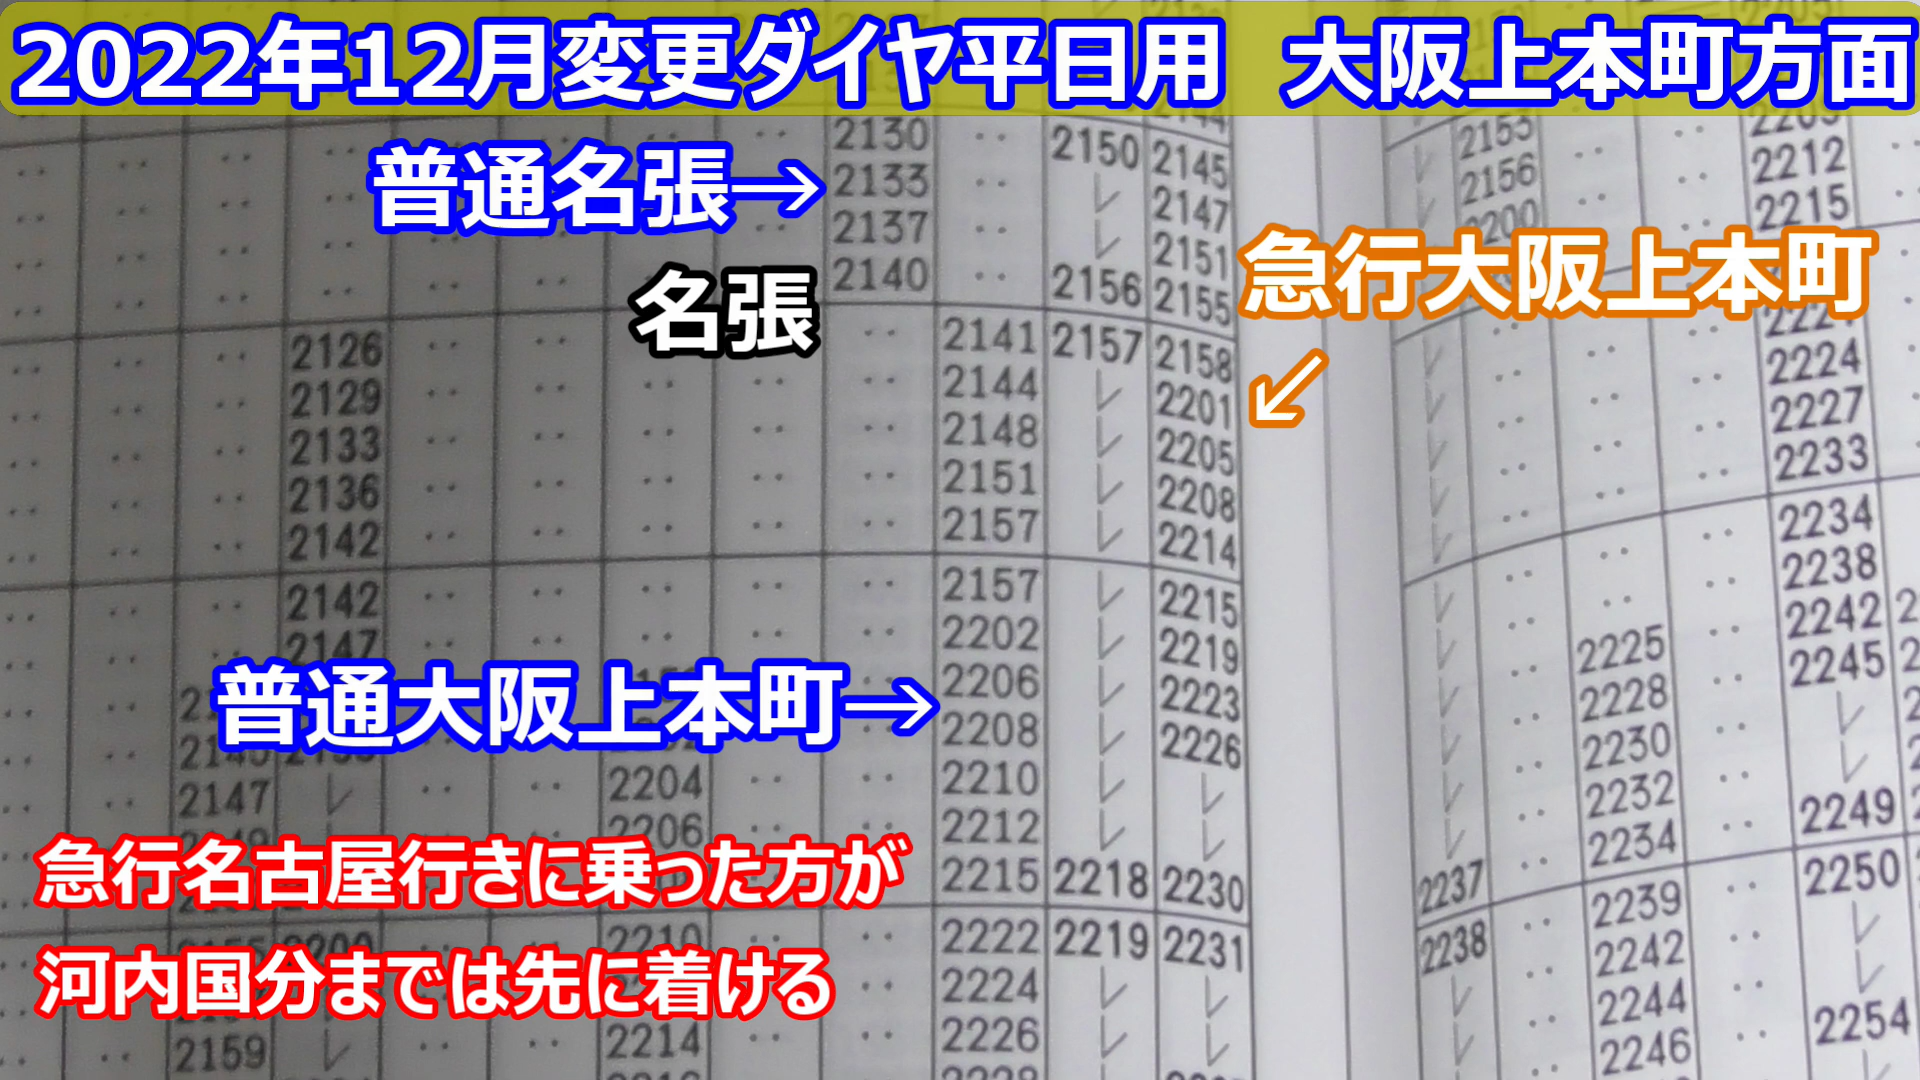 2022年12月変更ダイヤ平日用　大阪上本町方面
2130 2150 2145 2153 2203
普通名張→ 2133 2147 2156 2212
2137 2151 2200 2215
2140 2156 2155 急行大阪上本町
名張
2126 2141 2157 2158 ↙
2129 2144 2201 2224
2133 2148 2205 2227
2136 2151 2208 2233
2142 2157 2214 2234
2142 2157 2215 2238
2147 2202 2219 2225 2242
普通大阪上本町→ 2206 2223 2228 2245
2208 2226 2230
2147 2204 2210 2232 2249
2206 2212 2234
急行名古屋行きに乗った方が 2215 2218 2230 2237 2239 2250
2200 2210 2222 2219 2231 2238 2242
河内国分までは先に着ける 2224 2244
2159 2214 2226 2246 2254